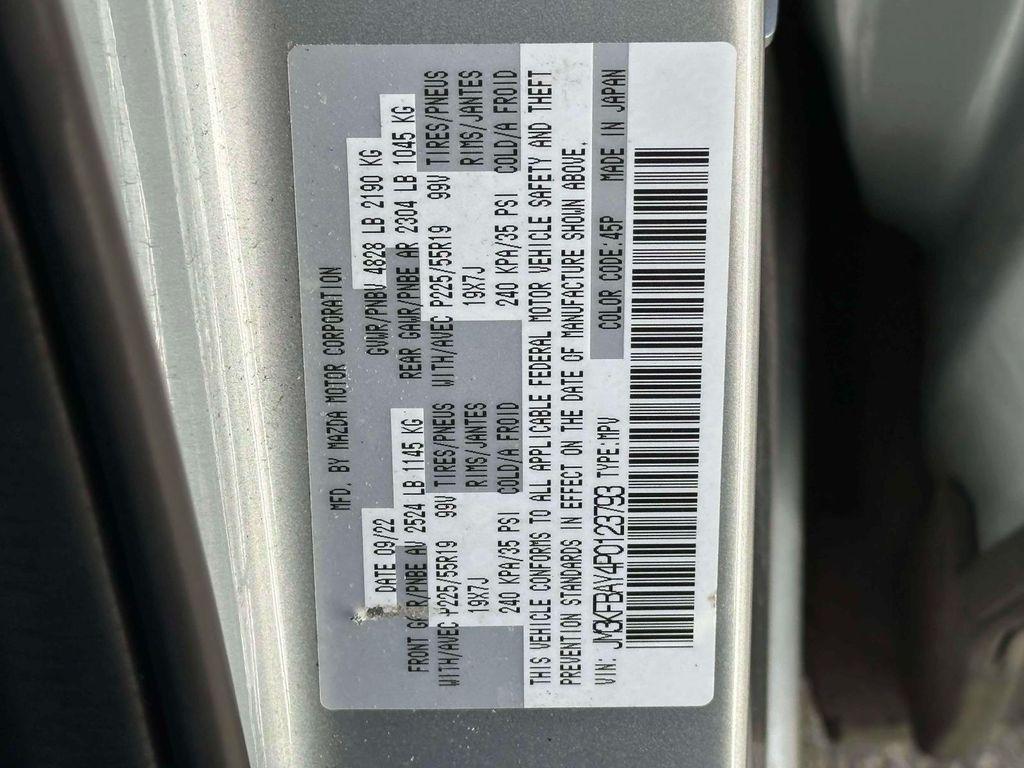 MFD. BY MAZDA MOTOR CORPORATION
DATE 09/22 GVWR/PNBV 4828 LB 2190 KG
FRONT GAWR/PNBE AV 2524 LB 1145 KG REAR GAWR/PNBE AR 2304 LB 1045 KG
WITH/AVEC P225/55R19 99V TIRES/PNEUS WITH/AVEC P225/55R19 99V TIRES/PNEUS
19X7J RIMS/JANTES 19X7J RIMS/JANTES
240 KPA/35 PSI COLD/A FROID 240 KPA/35 PSI COLD/A FROID
THIS VEHICLE CONFORMS TO ALL APPLICABLE FEDERAL MOTOR VEHICLE SAFETY AND THEFT
PREVENTION STANDARDS IN EFFECT ON THE DATE OF MANUFACTURE SHOWN ABOVE.
VIN: JM3KFBAY4P0123793 TYPE:MPV COLOR CODE:45P MADE IN JAPAN